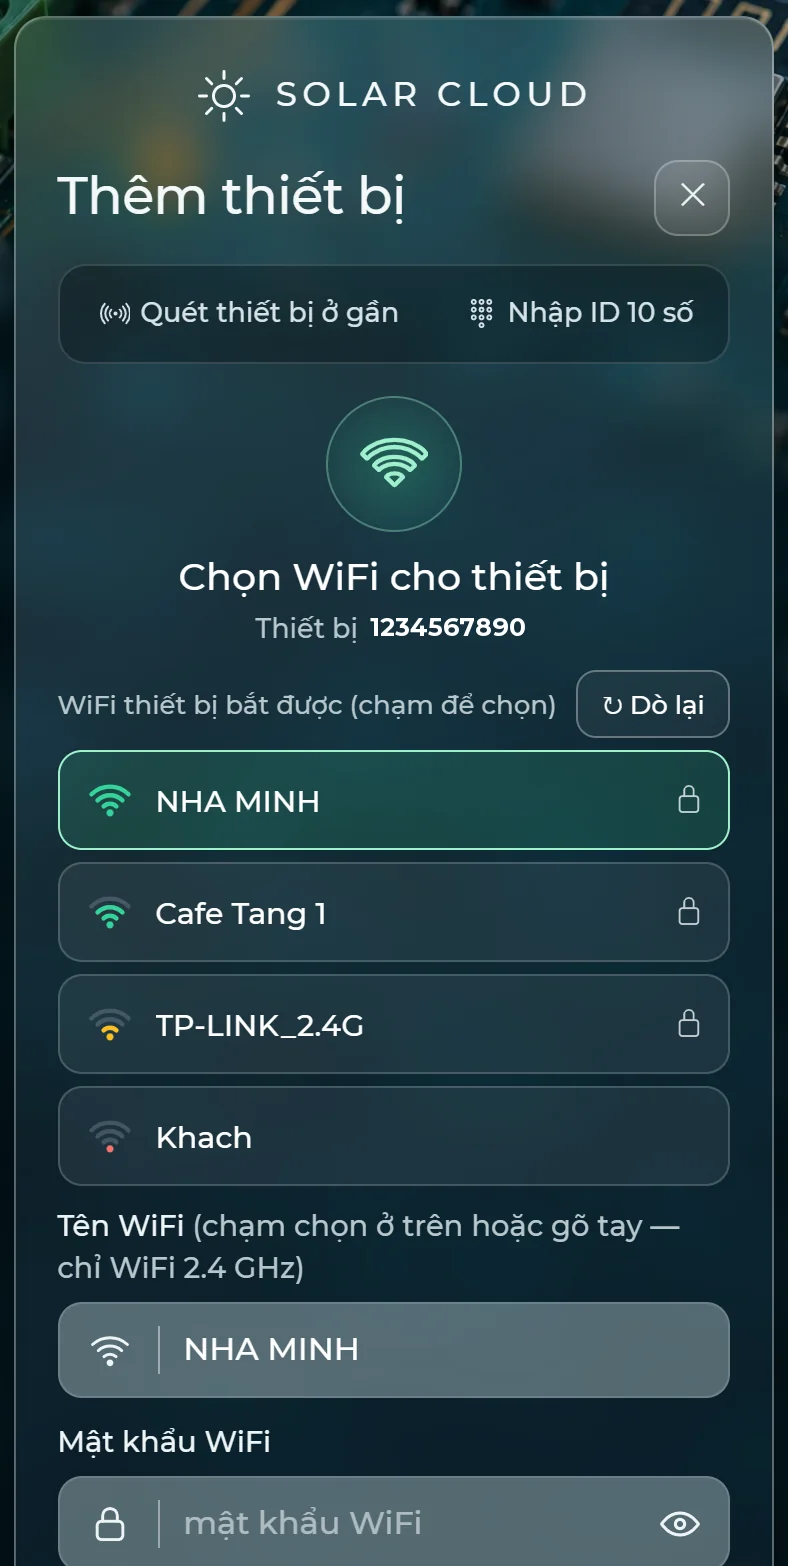 SOLAR CLOUD
Thêm thiết bị
Quét thiết bị ở gần
Nhập ID 10 số
Chọn WiFi cho thiết bị
Thiết bị 1234567890
WiFi thiết bị bắt được (chạm để chọn)
↻ Dò lại
NHA MINH
Cafe Tang 1
TP-LINK_2.4G
Khach
Tên WiFi (chạm chọn ở trên hoặc gõ tay —
chỉ WiFi 2.4 GHz)
NHA MINH
Mật khẩu WiFi
mật khẩu WiFi